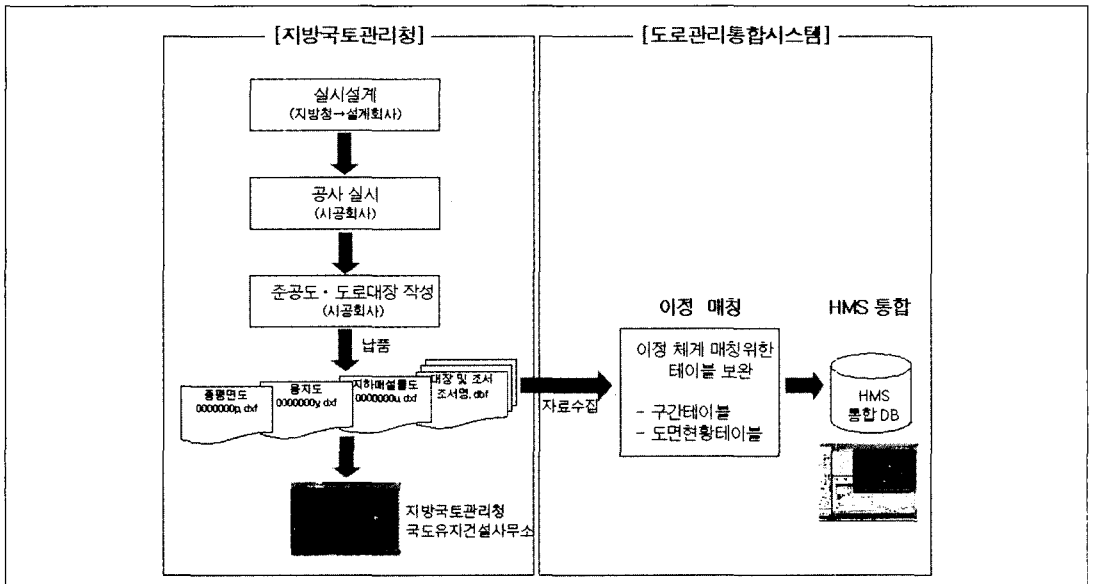 [지방국토관리청]
실시설계
(지방청→설계회사)
공사 실시
(시공회사)
준공도·도로대장 작성
(시공회사)
납품
종평면도
0000000p.dxf
용지도
0000000y.dxf
지하매설물도
0000000u.dxf
대장 및 조서
조서명.dbf
지방국토관리청
국도유지건설사무소
[도로관리통합시스템]
자료수집
이정 매칭
이정 체계 매칭위한
테이블 보완
- 구간테이블
- 도면현황테이블
HMS 통합
HMS
통합 DB